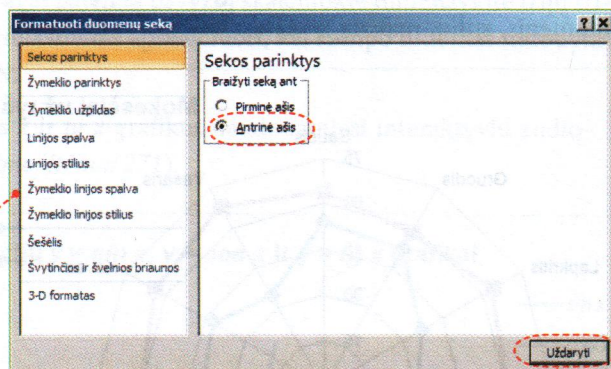 Formatuoti duomenų seką
Sekos parinktys
Žymeklio parinktys
Žymeklio užpildas
Linijos spalva
Linijos stilius
Žymeklio linijos spalva
Žymeklio linijos stilius
Šešėlis
Švytinčios ir švelnios briaunos
3-D formatas
Sekos parinktys
Braižyti seką ant
Pirminė ašis
Antrinė ašis
Uždaryti